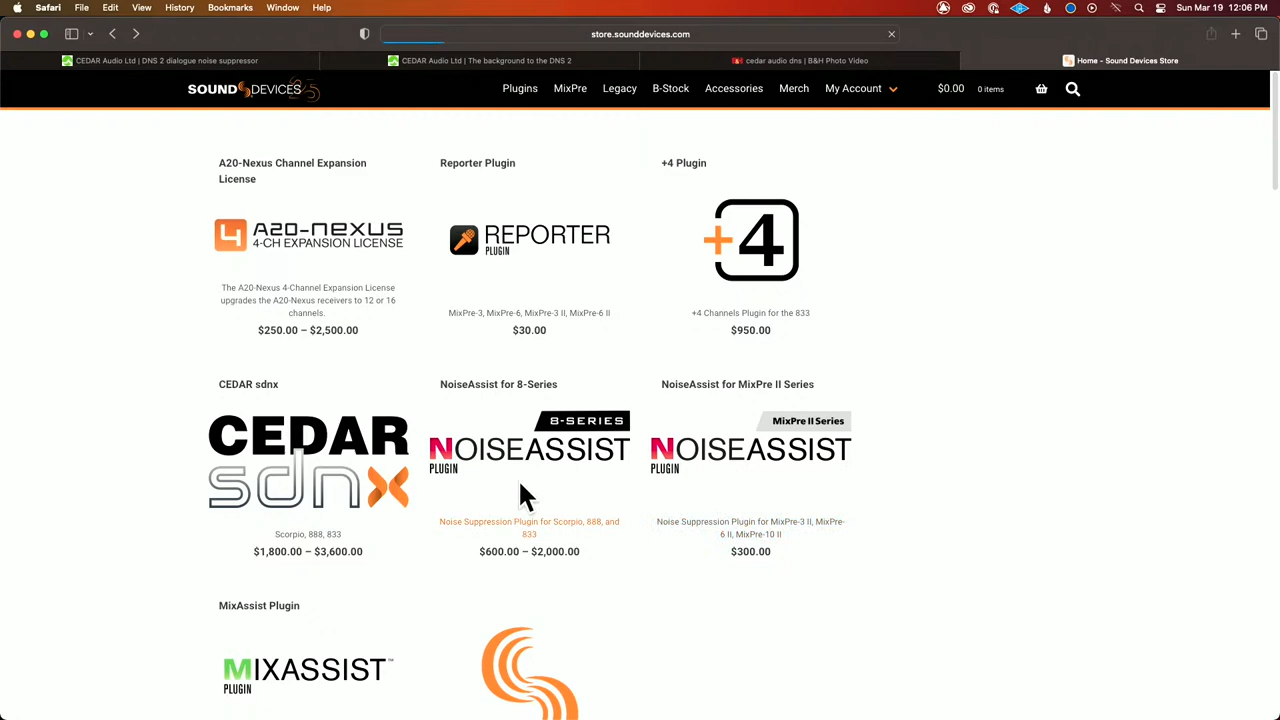 Safari File Edit View History Bookmarks Window Help Sun Mar 19 12:06 PM
store.sounddevices.com
CEDAR Audio Ltd | DNS 2 dialogue noise suppressor
CEDAR Audio Ltd | The background to the DNS 2
cedar audio dns | B&H Photo Video
Home - Sound Devices Store
SOUND DEVICES 25
Plugins MixPre Legacy B-Stock Accessories Merch My Account $0.00 0 items
A20-Nexus Channel Expansion
License
4 A20-NEXUS
4-CH EXPANSION LICENSE
The A20-Nexus 4-Channel Expansion License
upgrades the A20-Nexus receivers to 12 or 16
channels.
$250.00 – $2,500.00
Reporter Plugin
REPORTER
PLUGIN
MixPre-3, MixPre-6, MixPre-3 II, MixPre-6 II
$30.00
+4 Plugin
+4
+4 Channels Plugin for the 833
$950.00
CEDAR sdnx
CEDAR
sdnx
Scorpio, 888, 833
$1,800.00 – $3,600.00
NoiseAssist for 8-Series
8-SERIES
NOISEASSIST
PLUGIN
Noise Suppression Plugin for Scorpio, 888, and
833
$600.00 – $2,000.00
NoiseAssist for MixPre II Series
MixPre II Series
NOISEASSIST
PLUGIN
Noise Suppression Plugin for MixPre-3 II, MixPre-
6 II, MixPre-10 II
$300.00
MixAssist Plugin
MIXASSIST™
PLUGIN